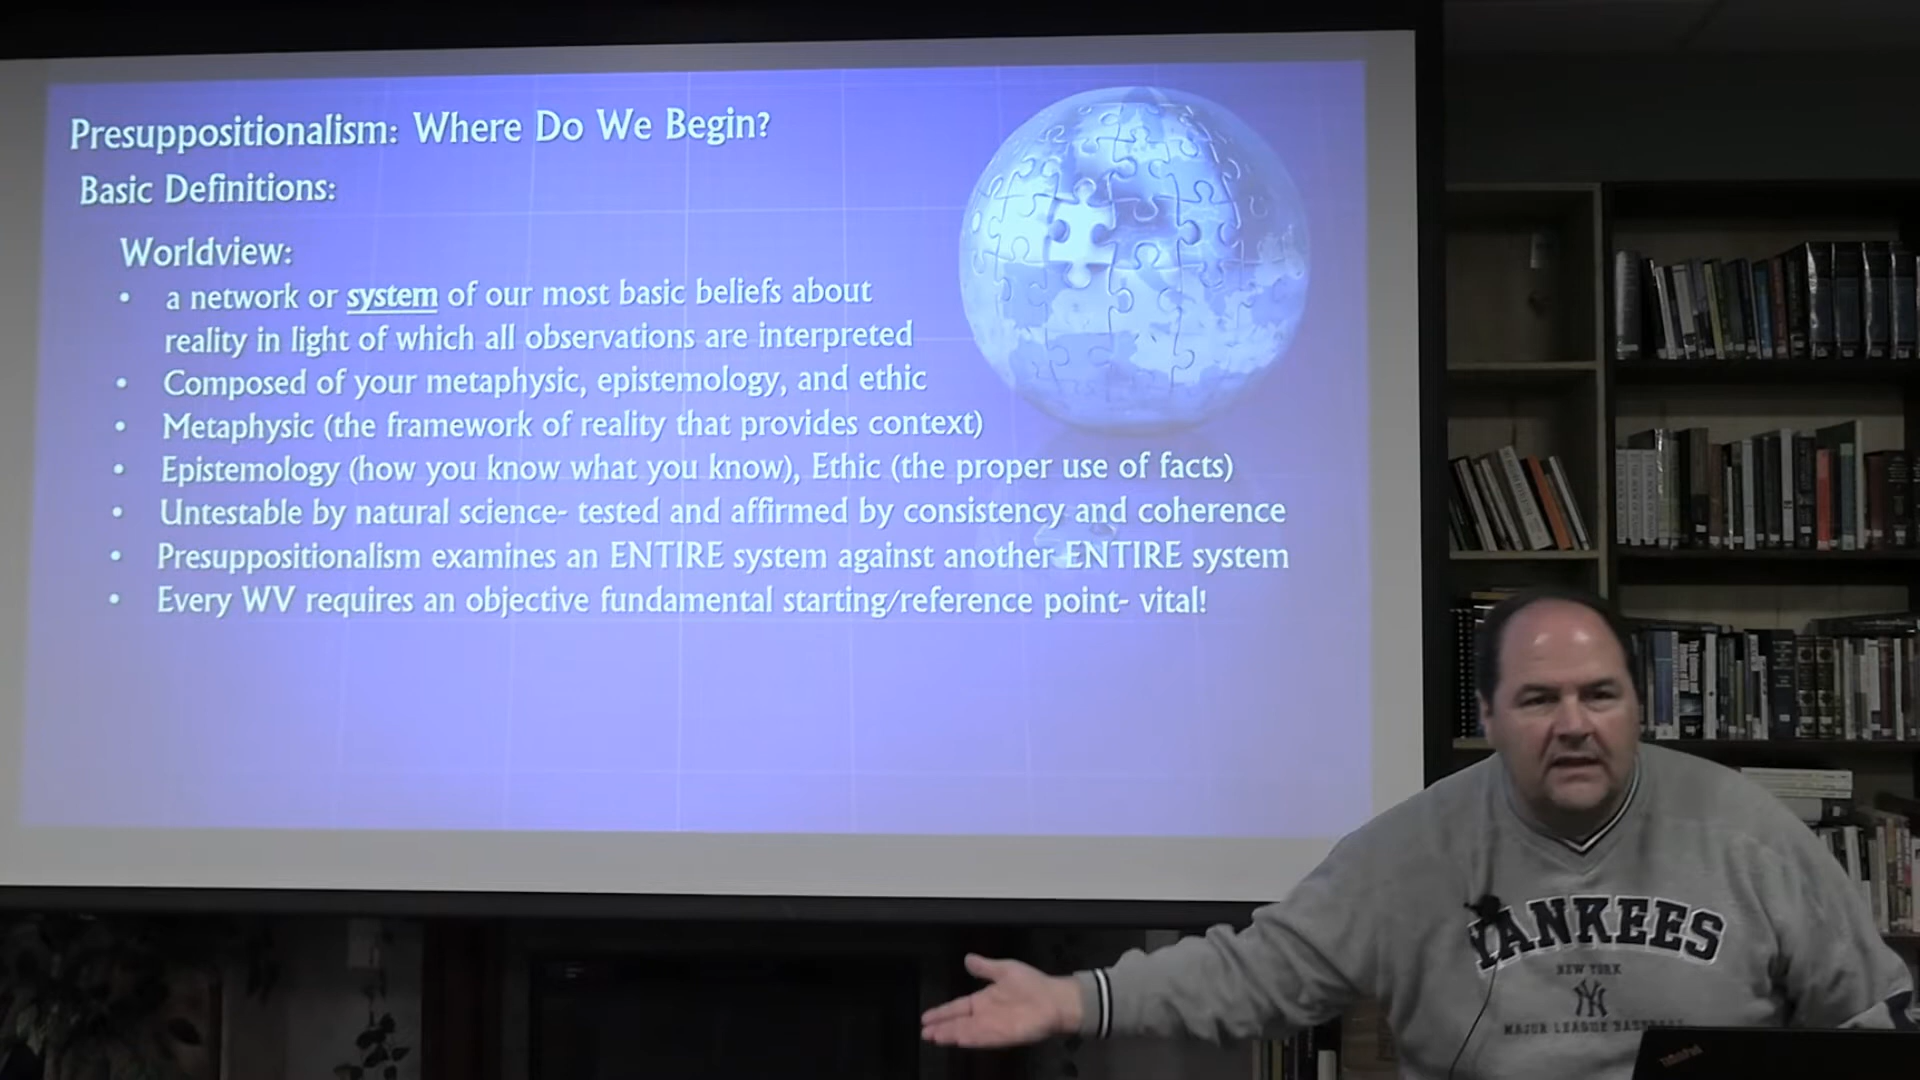 Presuppositionalism: Where Do We Begin?
Basic Definitions:
Worldview:
• a network or system of our most basic beliefs about
reality in light of which all observations are interpreted
• Composed of your metaphysic, epistemology, and ethic
• Metaphysic (the framework of reality that provides context)
• Epistemology (how you know what you know), Ethic (the proper use of facts)
• Untestable by natural science- tested and affirmed by consistency and coherence
• Presuppositionalism examines an ENTIRE system against another ENTIRE system
• Every WV requires an objective fundamental starting/reference point- vital!
YANKEES
NEW YORK
NY
MAJOR LEAGUE BASEBALL
ThinkPad